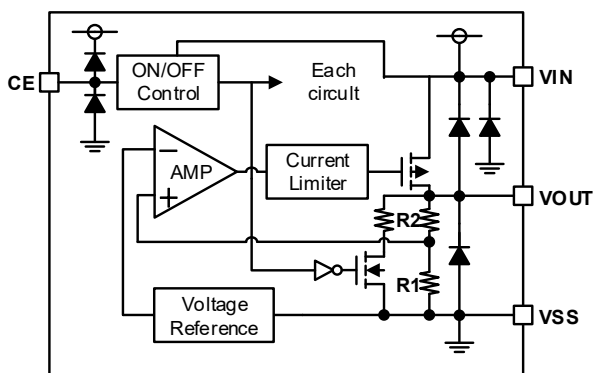 CE
ON/OFF
Control
Each
circuit
VIN
−
AMP
+
Current
Limiter
VOUT
R2
R1
Voltage
Reference
VSS